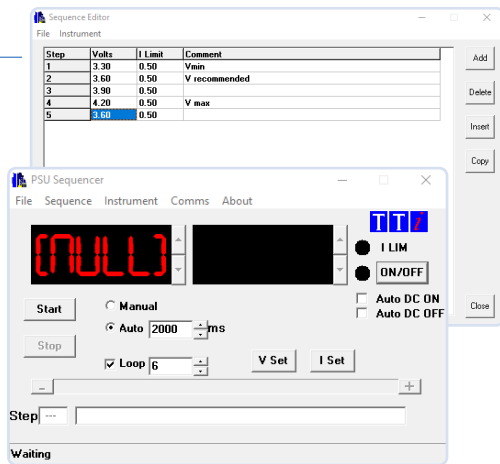 Sequence Editor
File Instrument
Step Volts I Limit Comment
1 3.30 0.50 Vmin
2 3.60 0.50 V recommended
3 3.90 0.50
4 4.20 0.50 V max
5 3.60 0.50
Add
Delete
Insert
Copy
Close
PSU Sequencer
File Sequence Instrument Comms About
TTi
(NULL)
I LIM
ON/OFF
Auto DC ON
Auto DC OFF
Start
Manual
Auto 2000 ms
Stop
Loop 6
V Set I Set
- +
Step ---
Waiting